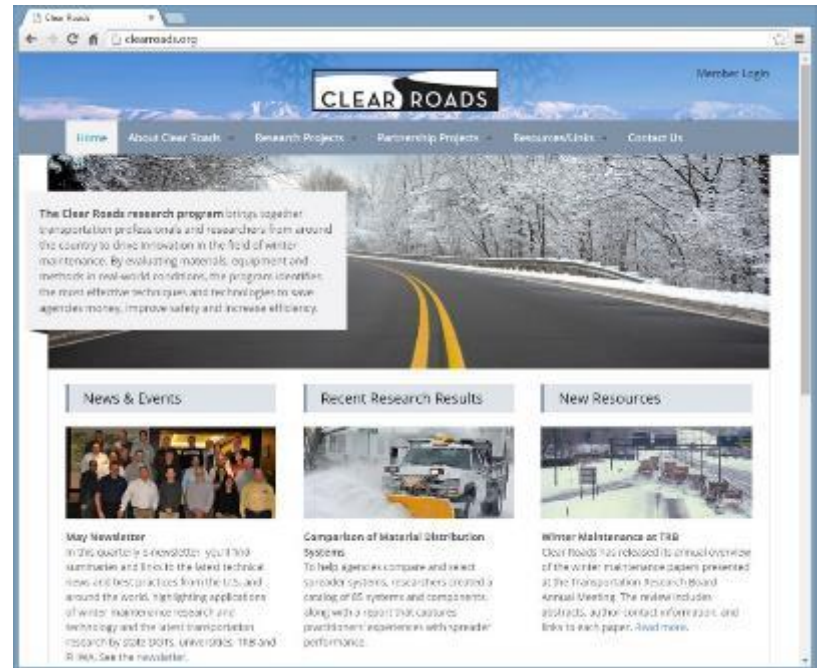 Clear Roads
clearroads.org
CLEAR ROADS
Member Login
Home About Clear Roads Research Projects Partnership Projects Resources/Links Contact Us
The Clear Roads research program brings together
transportation professionals and researchers from around
the country to drive innovation in the field of winter
maintenance. By evaluating materials, equipment and
methods in real-world conditions, the program identifies
the most effective techniques and technologies to save
agencies money, improve safety and increase efficiency.
News & Events
May Newsletter
In this quarterly e-newsletter, you'll find
summaries and links to the latest technical
news and best practices from the U.S. and
around the world, highlighting applications
of winter maintenance research and
technology and the latest transportation
research by state DOTs, universities, TRB and
FHWA. See the newsletter.
Recent Research Results
Comparison of Material Distribution
Systems
To help agencies compare and select
spreader systems, researchers created a
catalog of 85 systems and components,
along with a report that captures
practitioners' experiences with spreader
performance.
New Resources
Winter Maintenance at TRB
Clear Roads has released its annual overview
of the winter maintenance papers presented
at the Transportation Research Board
Annual Meeting. The review includes
abstracts, author contact information, and
links to each paper. Read more.